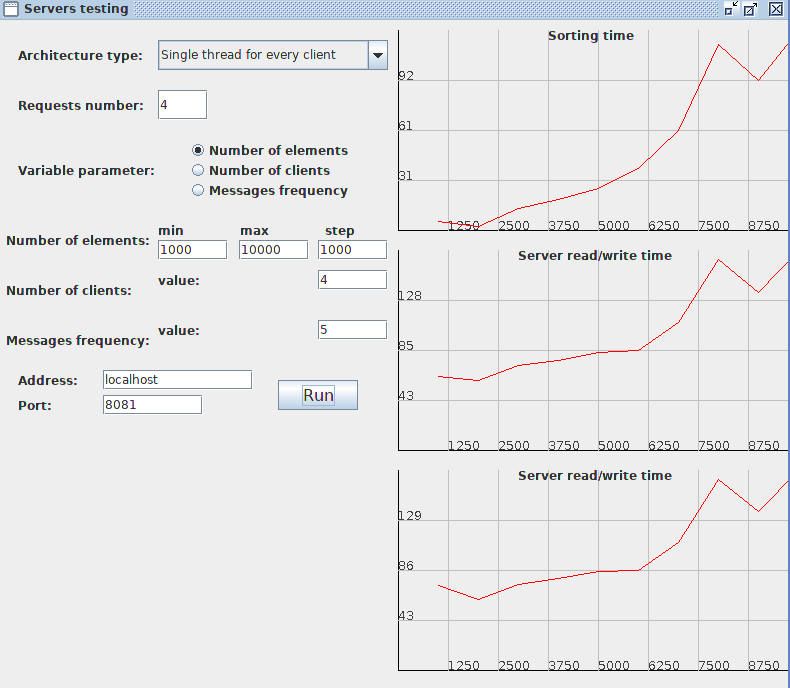 Servers testing
Architecture type: Single thread for every client
Requests number: 4
Variable parameter:
Number of elements
Number of clients
Messages frequency
min max step
Number of elements: 1000 10000 1000
Number of clients: value: 4
Messages frequency: value: 5
Address: localhost
Port: 8081
Run
Sorting time
92
61
31
1250 2500 3750 5000 6250 7500 8750
Server read/write time
128
85
43
1250 2500 3750 5000 6250 7500 8750
Server read/write time
129
86
43
1250 2500 3750 5000 6250 7500 8750